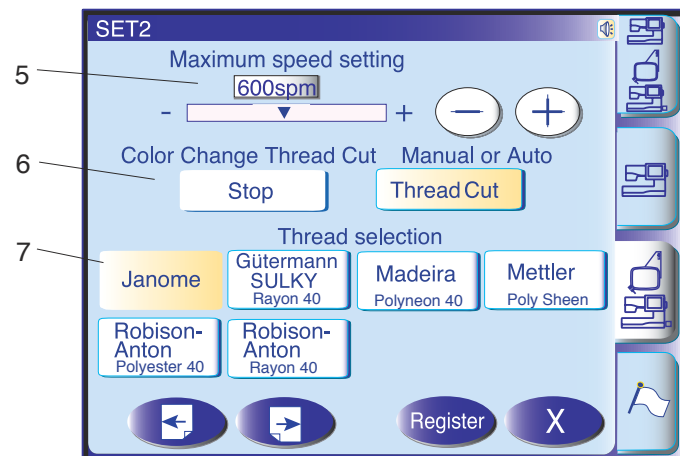 SET2
Maximum speed setting
5
600spm
- +
6
Color Change Thread Cut Manual or Auto
Stop Thread Cut
7
Thread selection
Janome
Gütermann
SULKY
Rayon 40
Madeira
Polyneon 40
Mettler
Poly Sheen
Robison-
Anton
Polyester 40
Robison-
Anton
Rayon 40
Register X